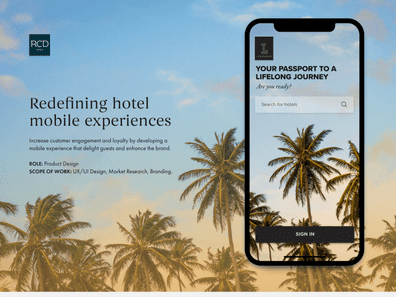 RCD
Redefining hotel
mobile experiences
Increase customer engagement and loyalty by developing a
mobile experience that delight guests and enhance the brand.
ROLE: Product Design
SCOPE OF WORK: UX/UI Design, Market Research, Branding.
YOUR PASSPORT TO A
LIFELONG JOURNEY
Are you ready?
Search for hotels
SIGN IN